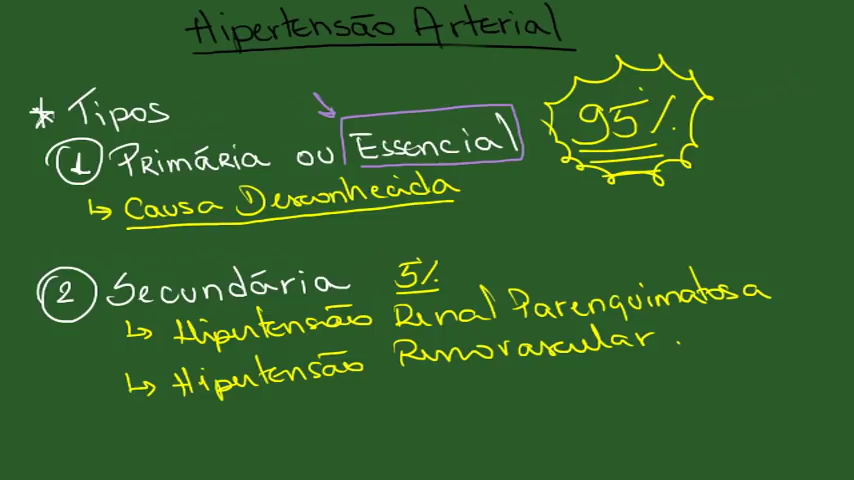 Hipertensão Arterial
* Tipos
1 Primária ou Essencial 95%
↳ Causa Desconhecida
2 Secundária 5%
↳ Hipertensão Renal Parenquimatosa
↳ Hipertensão Renovascular.